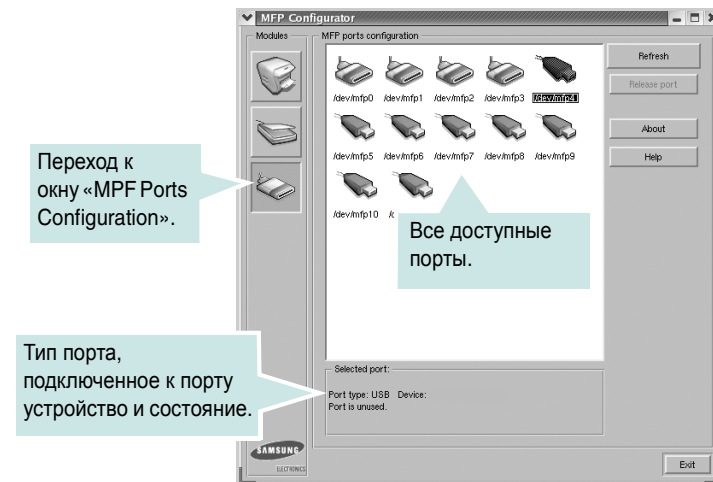 MFP Configurator
Modules
MFP ports configuration
/dev/mfp0 /dev/mfp1 /dev/mfp2 /dev/mfp3 /dev/mfp4
/dev/mfp5 /dev/mfp6 /dev/mfp7 /dev/mfp8 /dev/mfp9
/dev/mfp10
Refresh
Release port
About
Help
Переход к
окну «MPF Ports
Configuration».
Все доступные
порты.
Тип порта,
подключенное к порту
устройство и состояние.
Selected port:
Port type: USB Device:
Port is unused.
SAMSUNG
ELECTRONICS
Exit